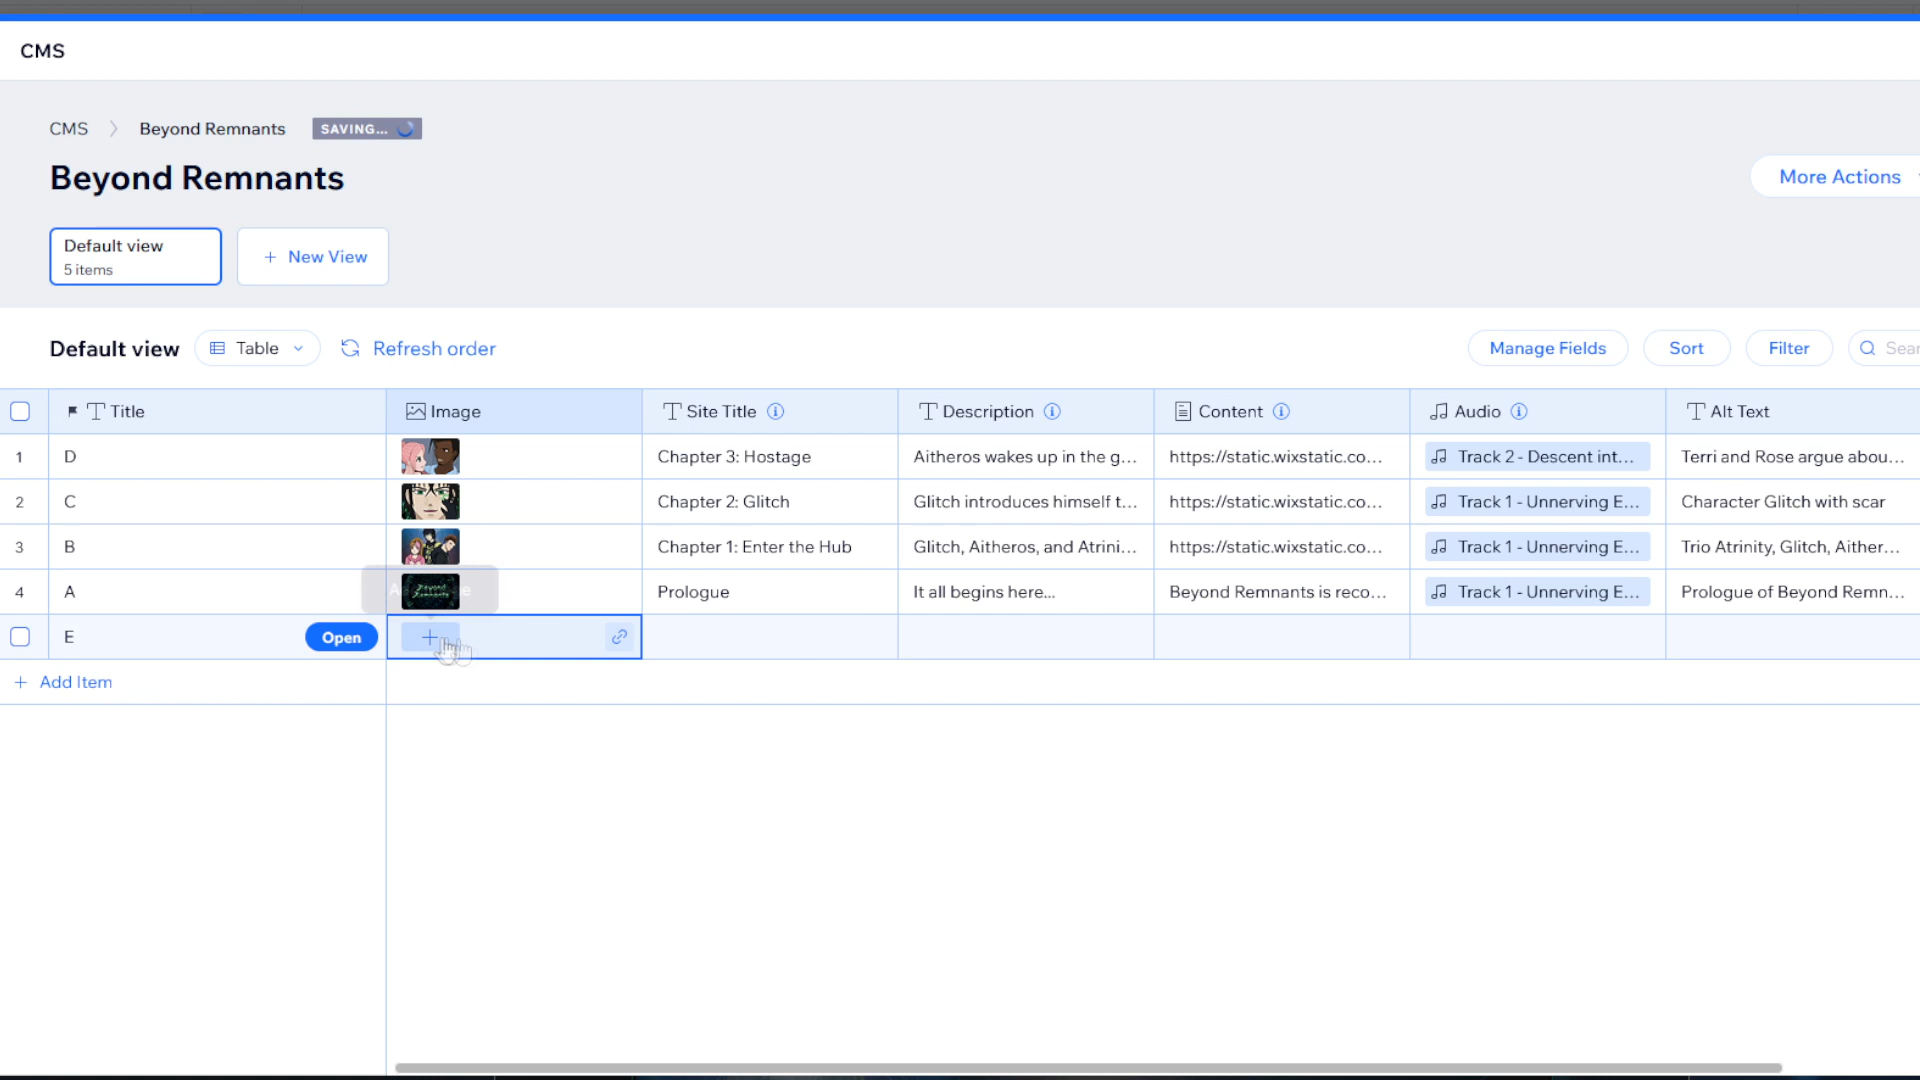 CMS
CMS Beyond Remnants SAVING...
Beyond Remnants
More Actions
Default view
5 items
+ New View
Default view Table Refresh order Manage Fields Sort Filter Sear
Title Image Site Title Description Content Audio Alt Text
1 D Chapter 3: Hostage Aitheros wakes up in the g... https://static.wixstatic.co... Track 2 - Descent int... Terri and Rose argue abou...
2 C Chapter 2: Glitch Glitch introduces himself t... https://static.wixstatic.co... Track 1 - Unnerving E... Character Glitch with scar
3 B Chapter 1: Enter the Hub Glitch, Aitheros, and Atrini... https://static.wixstatic.co... Track 1 - Unnerving E... Trio Atrinity, Glitch, Aither...
4 A Beyond Remnants Prologue It all begins here... Beyond Remnants is reco... Track 1 - Unnerving E... Prologue of Beyond Remn...
E Open +
+ Add Item